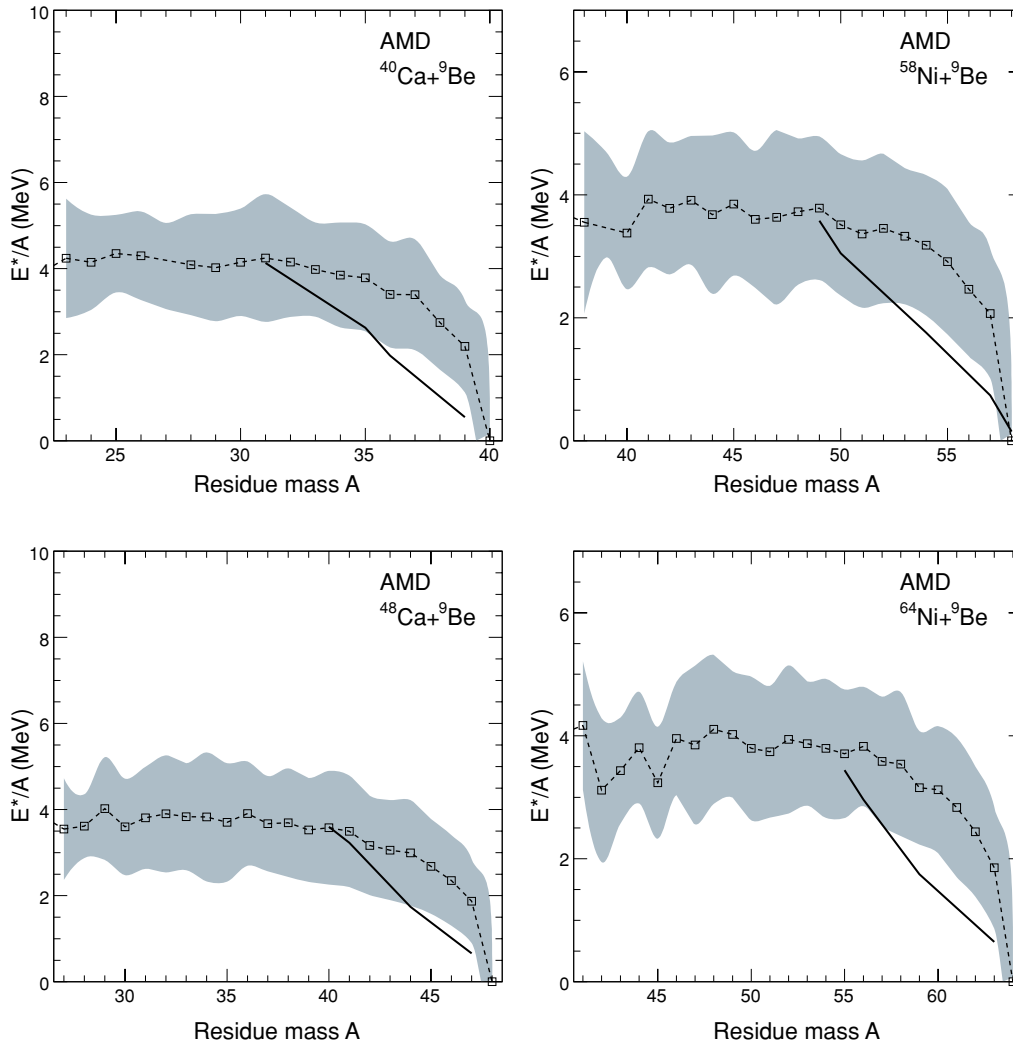 AMD
⁴⁰Ca+⁹Be
E*/A (MeV)
10
8
6
4
2
0
25 30 35 40
Residue mass A
AMD
⁵⁸Ni+⁹Be
E*/A (MeV)
6
4
2
0
40 45 50 55
Residue mass A
AMD
⁴⁸Ca+⁹Be
E*/A (MeV)
10
8
6
4
2
0
30 35 40 45
Residue mass A
AMD
⁶⁴Ni+⁹Be
E*/A (MeV)
6
4
2
0
45 50 55 60
Residue mass A